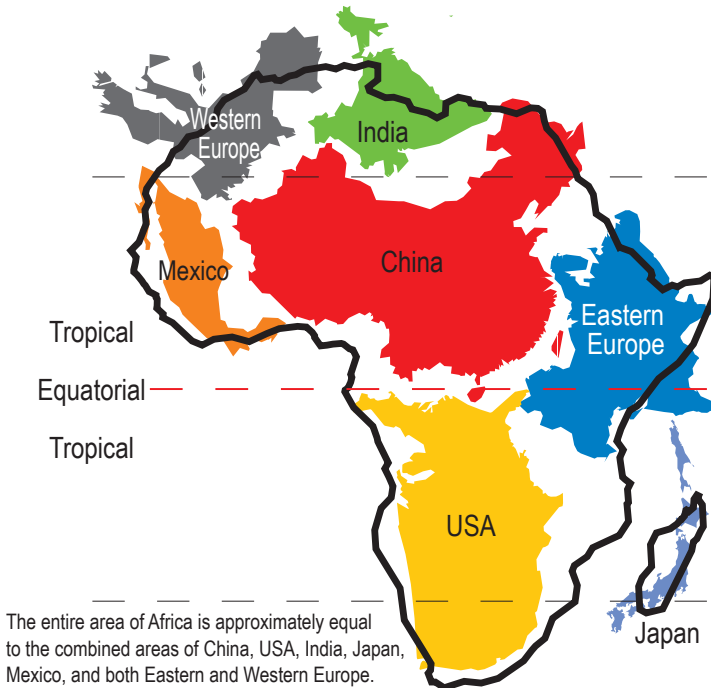 Western
Europe
India
Mexico
China
Eastern
Europe
Tropical
Equatorial
Tropical
USA
The entire area of Africa is approximately equal
to the combined areas of China, USA, India, Japan,
Mexico, and both Eastern and Western Europe.
Japan